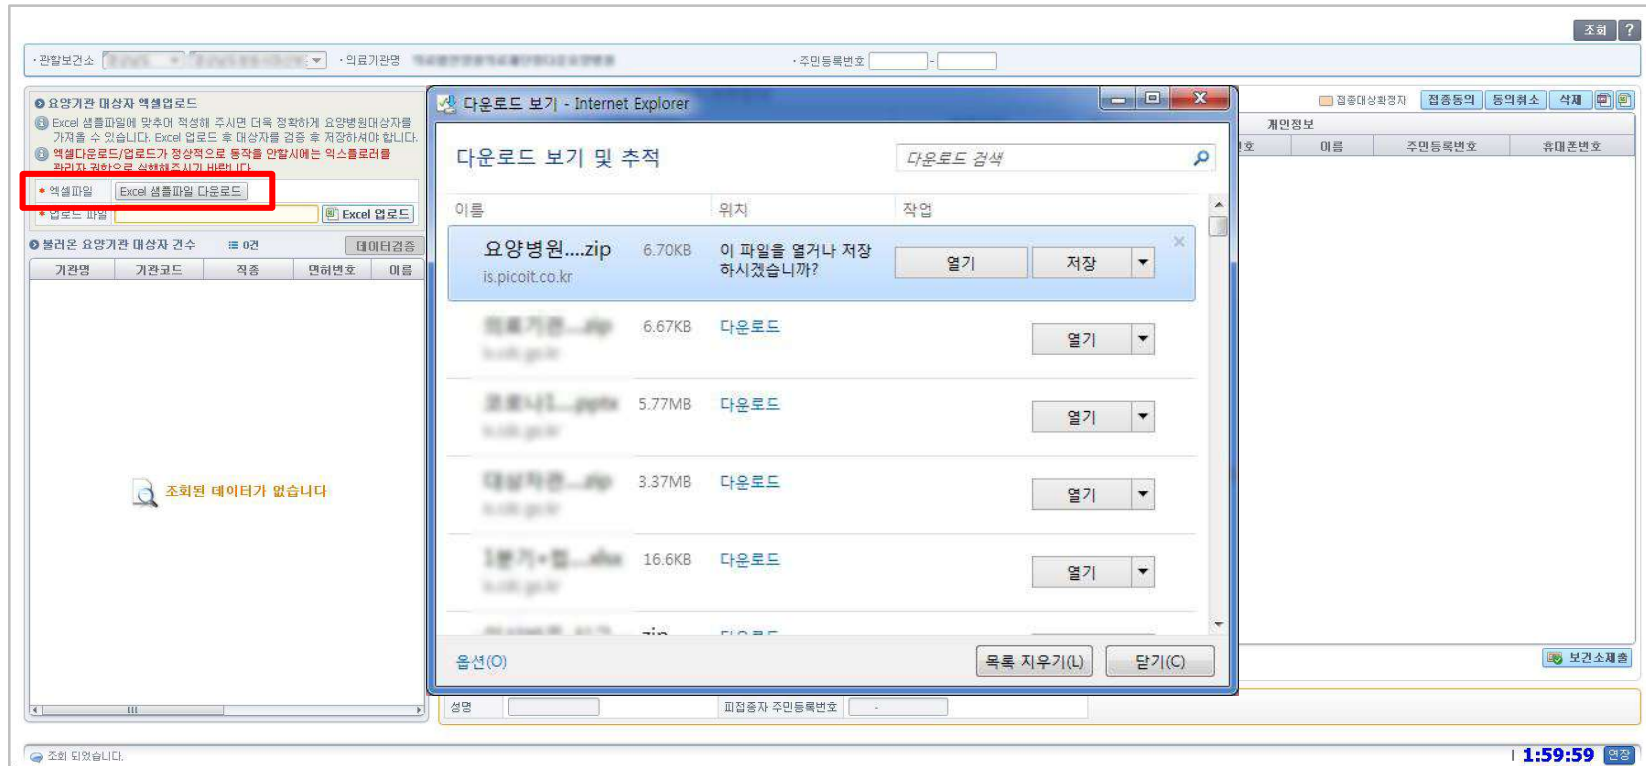 조회 ?
·관할보건소 ·의료기관명 ·주민등록번호 -
요양기관 대상자 엑셀업로드
Excel 샘플파일에 맞추어 적성해 주시면 더욱 정확하게 요양병원대상자를
가져올 수 있습니다. Excel 업로드 후 대상자를 검증 후 저장하셔야 합니다.
엑셀다운로드/업로드가 정상적으로 동작을 안할시에는 익스플로러를
관리자 권한으로 실행해주시기 바랍니다.
엑셀파일 Excel 샘플파일 다운로드
업로드 파일 Excel 업로드
불러온 요양기관 대상자 건수 0건 데이터검증
기관명 기관코드 직종 면허번호 이름
조회된 데이터가 없습니다
다운로드 보기 - Internet Explorer
다운로드 보기 및 추적 다운로드 검색
이름 위치 작업
요양병원....zip 6.70KB 이 파일을 열거나 저장
하시겠습니까? 열기 저장
is.picoit.co.kr
6.67KB 다운로드 열기
5.77MB 다운로드 열기
3.37MB 다운로드 열기
16.6KB 다운로드 열기
옵션(O) 목록 지우기(L) 닫기(C)
접종대상확정자 접종동의 동의취소 삭제
개인정보
이름 주민등록번호 휴대폰번호
보건소제출
성명 피접종자 주민등록번호 -
조회 되었습니다. 1:59:59 연장